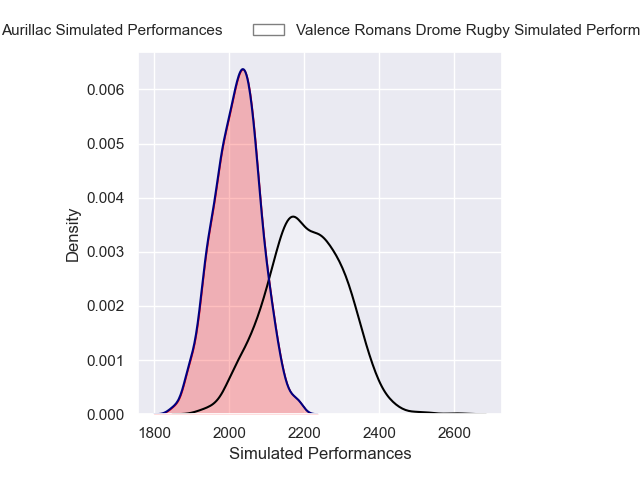 Aurillac Simulated Performances
Valence Romans Drome Rugby Simulated Perform
0.006
0.005
0.004
0.003
0.002
0.001
0.000
Density
1800 2000 2200 2400 2600
Simulated Performances